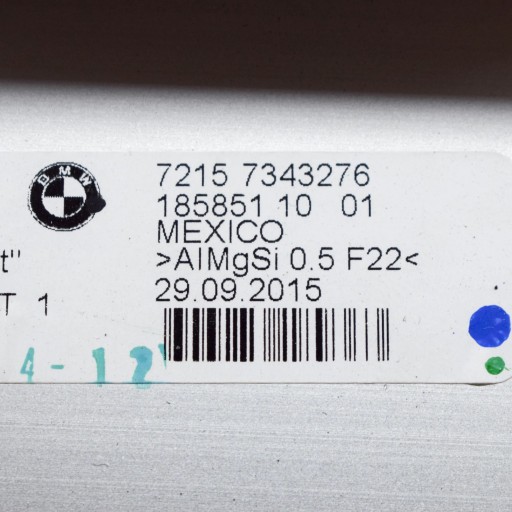 BMW
7215 7343276
185851 10 01
MEXICO
t"
>AlMgSi 0.5 F22<
T 1
29.09.2015
4-12